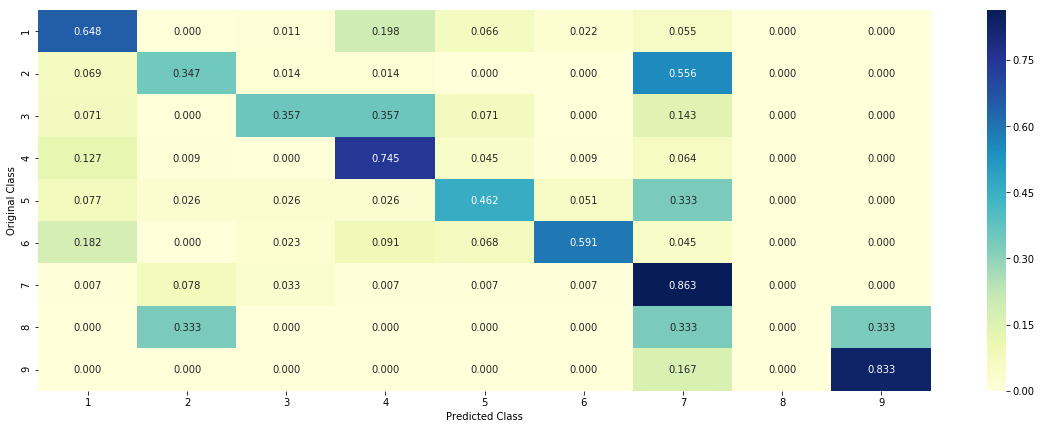 1 0.648 0.000 0.011 0.198 0.066 0.022 0.055 0.000 0.000
2 0.069 0.347 0.014 0.014 0.000 0.000 0.556 0.000 0.000
3 0.071 0.000 0.357 0.357 0.071 0.000 0.143 0.000 0.000
4 0.127 0.009 0.000 0.745 0.045 0.009 0.064 0.000 0.000
5 0.077 0.026 0.026 0.026 0.462 0.051 0.333 0.000 0.000
6 0.182 0.000 0.023 0.091 0.068 0.591 0.045 0.000 0.000
7 0.007 0.078 0.033 0.007 0.007 0.007 0.863 0.000 0.000
8 0.000 0.333 0.000 0.000 0.000 0.000 0.333 0.000 0.333
9 0.000 0.000 0.000 0.000 0.000 0.000 0.167 0.000 0.833
1 2 3 4 5 6 7 8 9
Predicted Class
Original Class
0.75
0.60
0.45
0.30
0.15
0.00